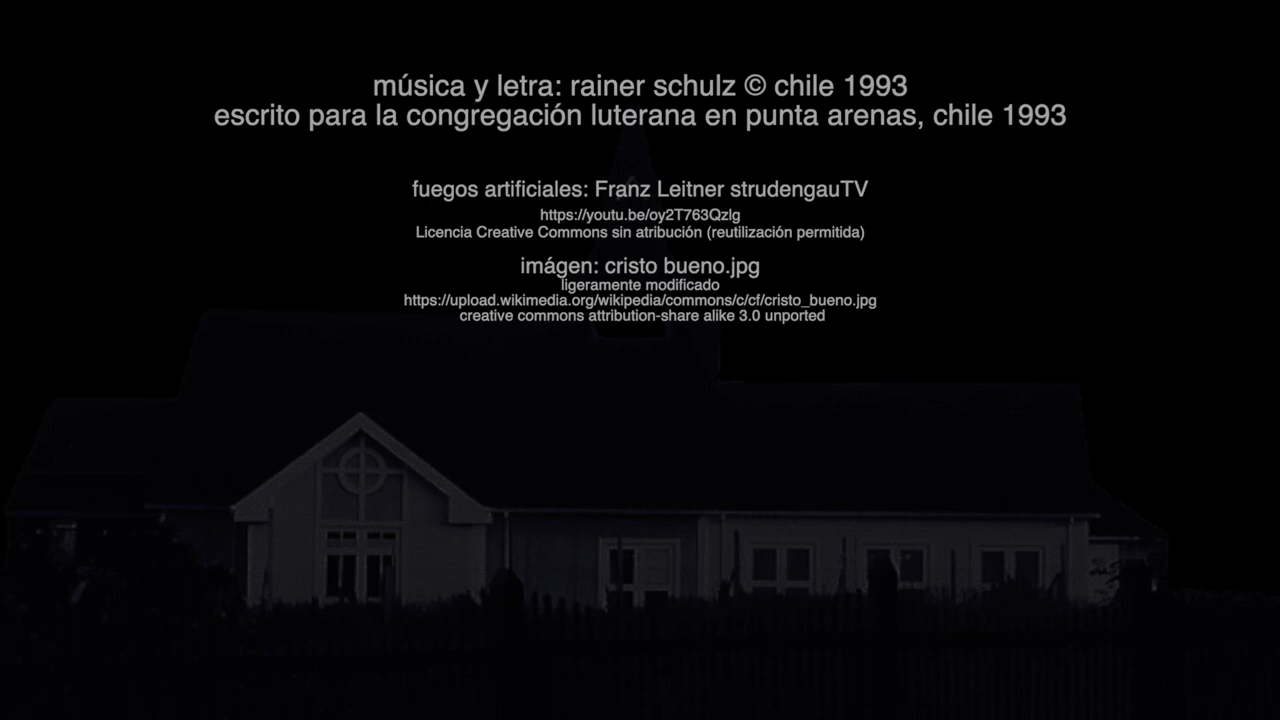 música y letra: rainer schulz © chile 1993
escrito para la congregación luterana en punta arenas, chile 1993
fuegos artificiales: Franz Leitner strudengauTV
https://youtu.be/oy2T763Qzlg
Licencia Creative Commons sin atribución (reutilización permitida)
imágen: cristo bueno.jpg
ligeramente modificado
https://upload.wikimedia.org/wikipedia/commons/c/cf/cristo_bueno.jpg
creative commons attribution-share alike 3.0 unported